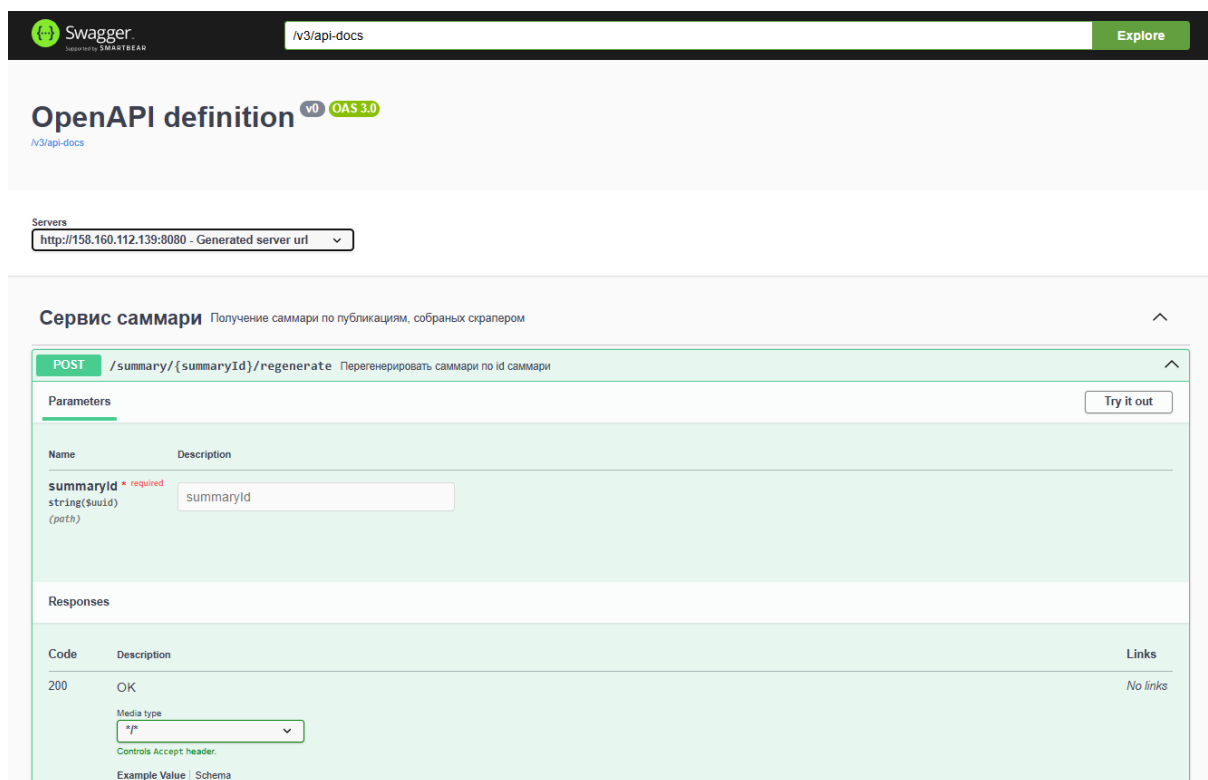 {···} Swagger.
Supported by SMARTBEAR
/v3/api-docs
Explore
OpenAPI definition v0 OAS 3.0
/v3/api-docs
Servers
http://158.160.112.139:8080 - Generated server url
Сервис саммари Получение саммари по публикациям, собраных скрапером
POST /summary/{summaryId}/regenerate Перегенерировать саммари по id саммари
Parameters
Try it out
Name Description
summaryId * required
string($uuid)
(path)
summaryId
Responses
Code Description Links
200 OK No links
Media type
*/*
Controls Accept header.
Example Value | Schema